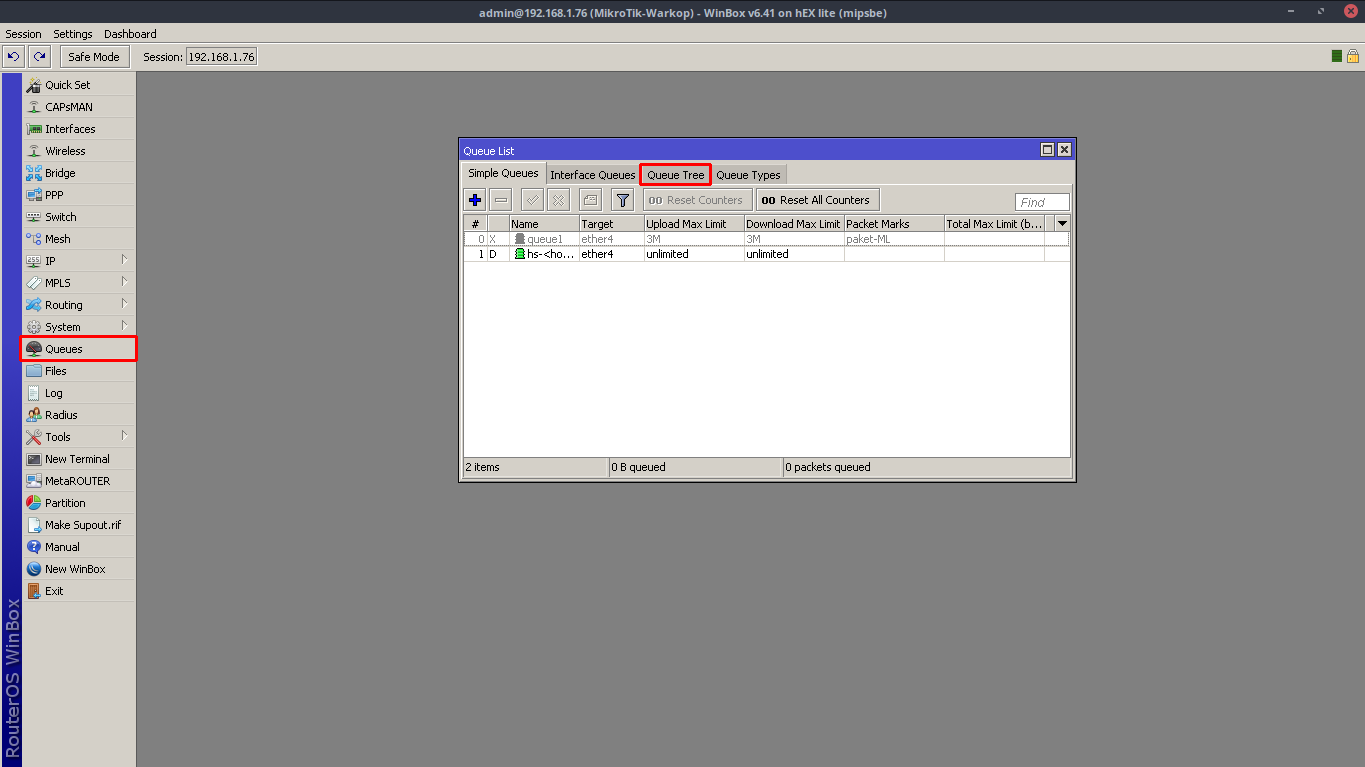 admin@192.168.1.76 (MikroTik-Warkop) - WinBox v6.41 on hEX lite (mipsbe)
Session Settings Dashboard
Safe Mode Session: 192.168.1.76
Quick Set
CAPsMAN
Interfaces
Wireless
Bridge
PPP
Switch
Mesh
IP
MPLS
Routing
System
Queues
Files
Log
Radius
Tools
New Terminal
MetaROUTER
Partition
Make Supout.rif
Manual
New WinBox
Exit
RouterOS WinBox
Queue List
Simple Queues Interface Queues Queue Tree Queue Types
00 Reset Counters 00 Reset All Counters Find
# Name Target Upload Max Limit Download Max Limit Packet Marks Total Max Limit (b...
0 X queue1 ether4 3M 3M paket-ML
1 D hs-<ho... ether4 unlimited unlimited
2 items 0 B queued 0 packets queued